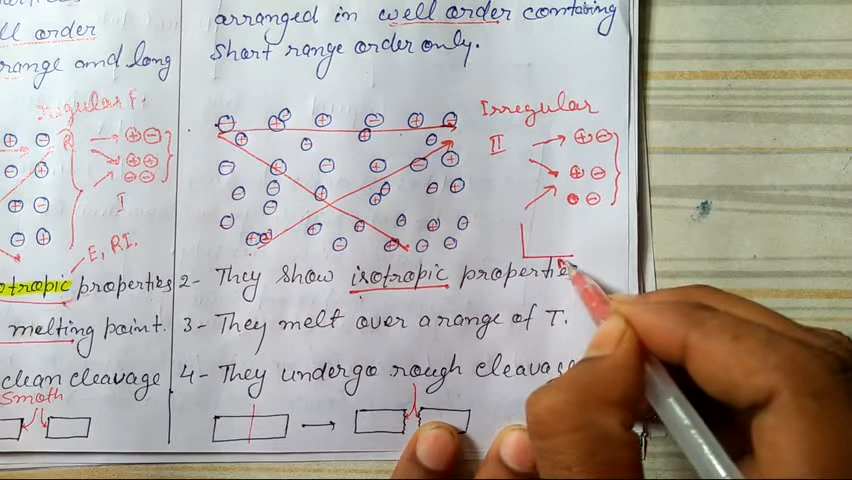 ll order
range and long
Irregular f.
R
I
E, R.I.
otropic properties
melting point.
clean cleavage
Smoth
arranged in well order containing
Short range order only.
Irregular
II
2- They show isotropic properties
3- They melt over a range of T.
4- They undergo rough cleavage